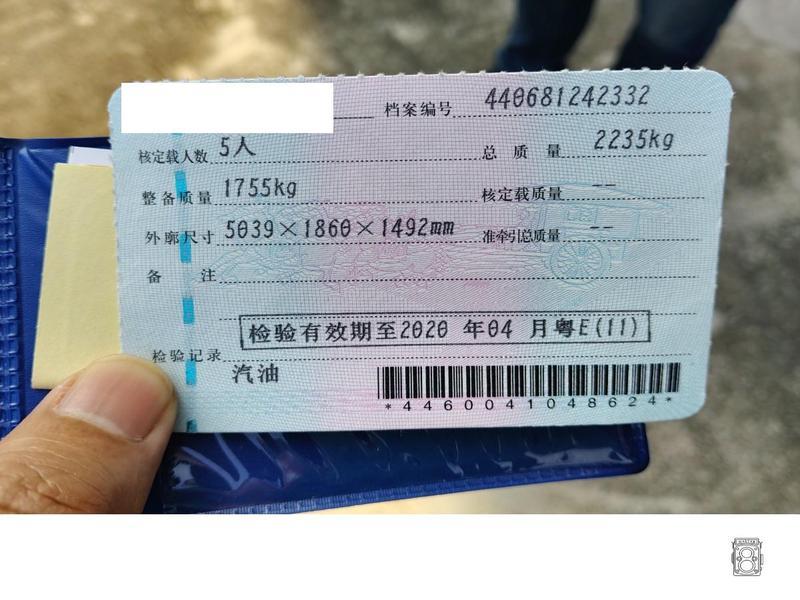 档案编号 440681242332
核定载人数 5人 总质量 2235kg
整备质量 1755kg 核定载质量 --
外廓尺寸 5039×1860×1492mm 准牵引总质量 --
备注
检验有效期至2020 年04 月粤E(11)
检验记录
汽油
*4460041048624*